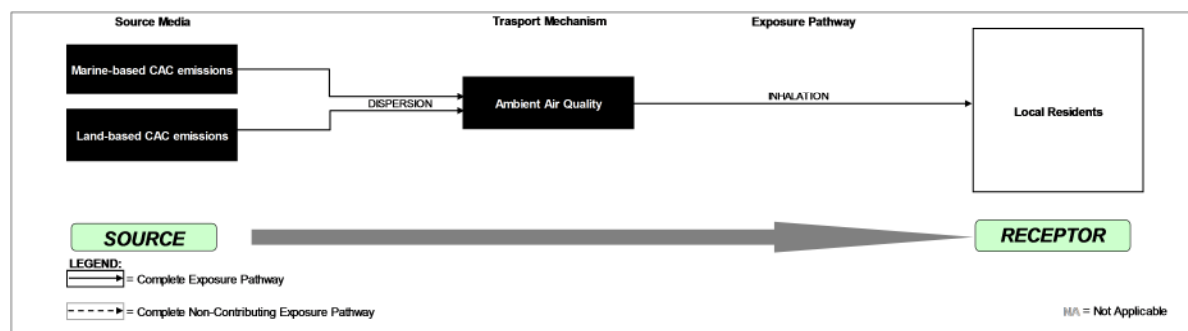 Source Media
Trasport Mechanism
Exposure Pathway
Marine-based CAC emissions
Land-based CAC emissions
DISPERSION
Ambient Air Quality
INHALATION
Local Residents
SOURCE
RECEPTOR
LEGEND:
= Complete Exposure Pathway
= Complete Non-Contributing Exposure Pathway
NA = Not Applicable